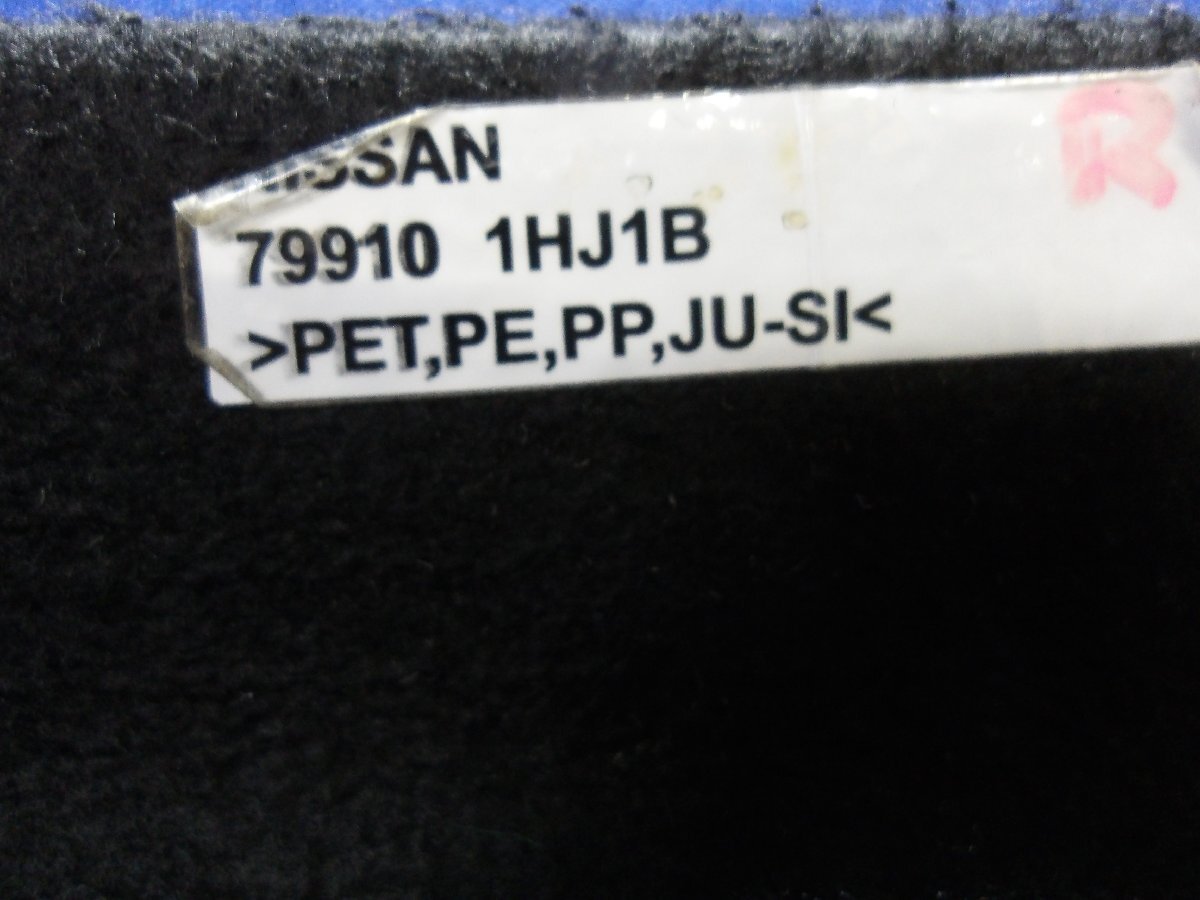 NISSAN
R
79910 1HJ1B
>PET,PE,PP,JU-SI<